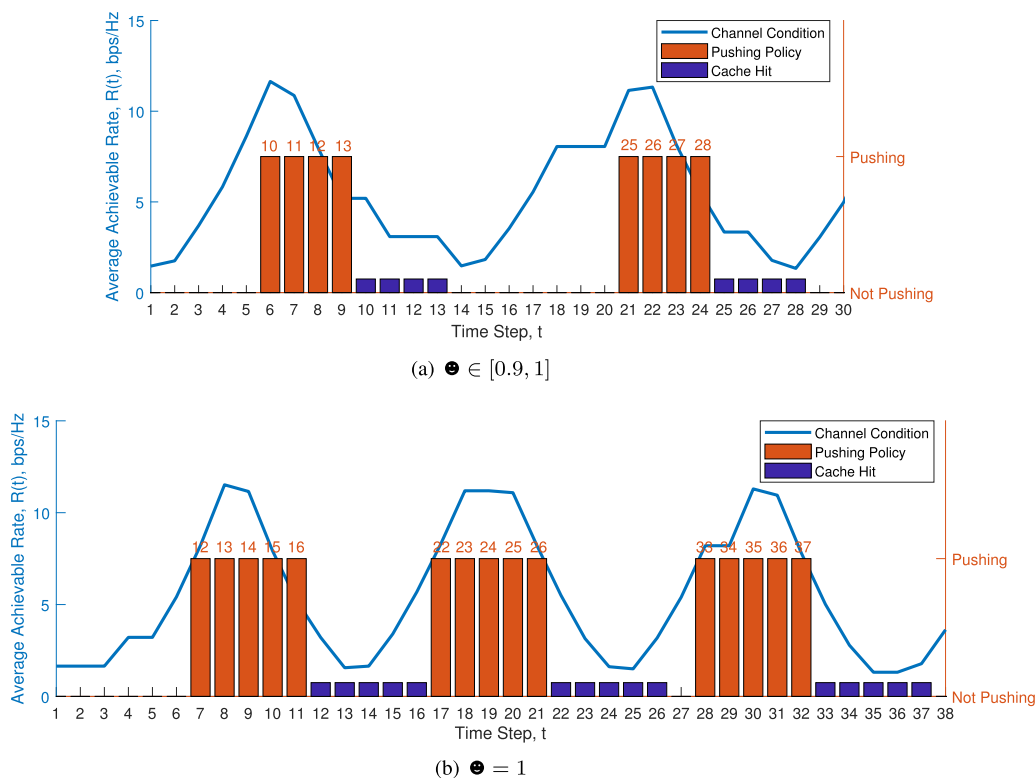 15
10
5
0
Average Achievable Rate, R(t), bps/Hz
Channel Condition
Pushing Policy
Cache Hit
10 11 12 13
25 26 27 28
Pushing
Not Pushing
1 2 3 4 5 6 7 8 9 10 11 12 13 14 15 16 17 18 19 20 21 22 23 24 25 26 27 28 29 30
Time Step, t
(a) ☻ ∈ [0.9, 1]
15
10
5
0
Average Achievable Rate, R(t), bps/Hz
Channel Condition
Pushing Policy
Cache Hit
12 13 14 15 16
22 23 24 25 26
33 34 35 36 37
Pushing
Not Pushing
1 2 3 4 5 6 7 8 9 10 11 12 13 14 15 16 17 18 19 20 21 22 23 24 25 26 27 28 29 30 31 32 33 34 35 36 37 38
Time Step, t
(b) ☻ = 1